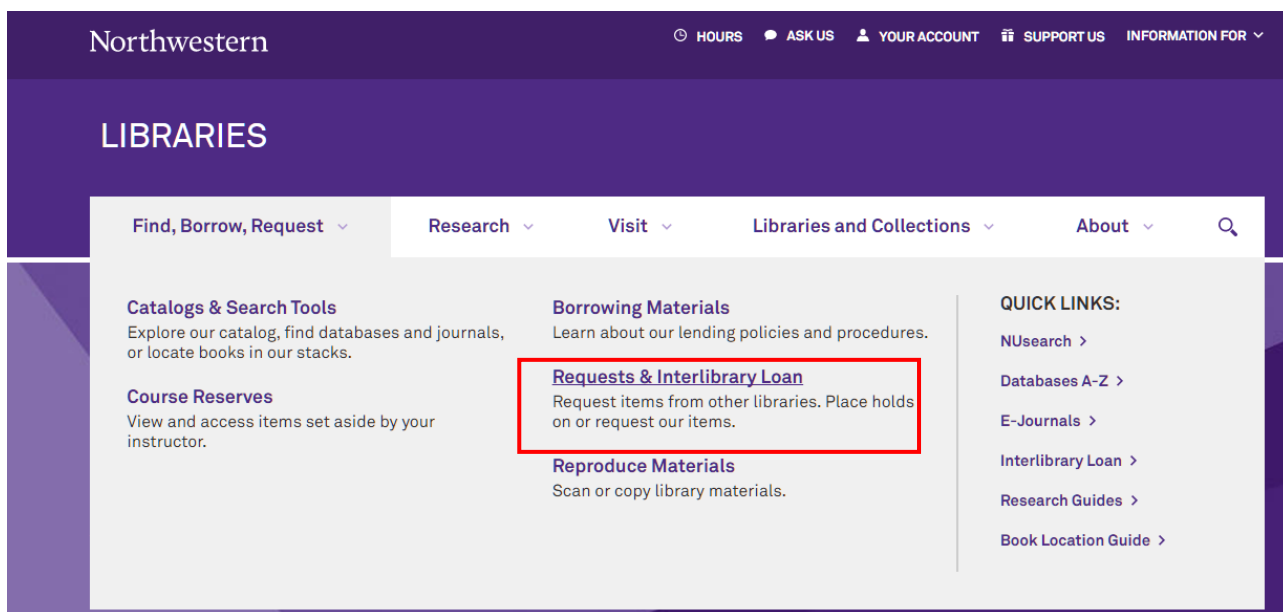 Northwestern
HOURS ASK US YOUR ACCOUNT SUPPORT US INFORMATION FOR
LIBRARIES
Find, Borrow, Request Research Visit Libraries and Collections About
Catalogs & Search Tools
Explore our catalog, find databases and journals,
or locate books in our stacks.
Course Reserves
View and access items set aside by your
instructor.
Borrowing Materials
Learn about our lending policies and procedures.
Requests & Interlibrary Loan
Request items from other libraries. Place holds
on or request our items.
Reproduce Materials
Scan or copy library materials.
QUICK LINKS:
NUsearch >
Databases A-Z >
E-Journals >
Interlibrary Loan >
Research Guides >
Book Location Guide >